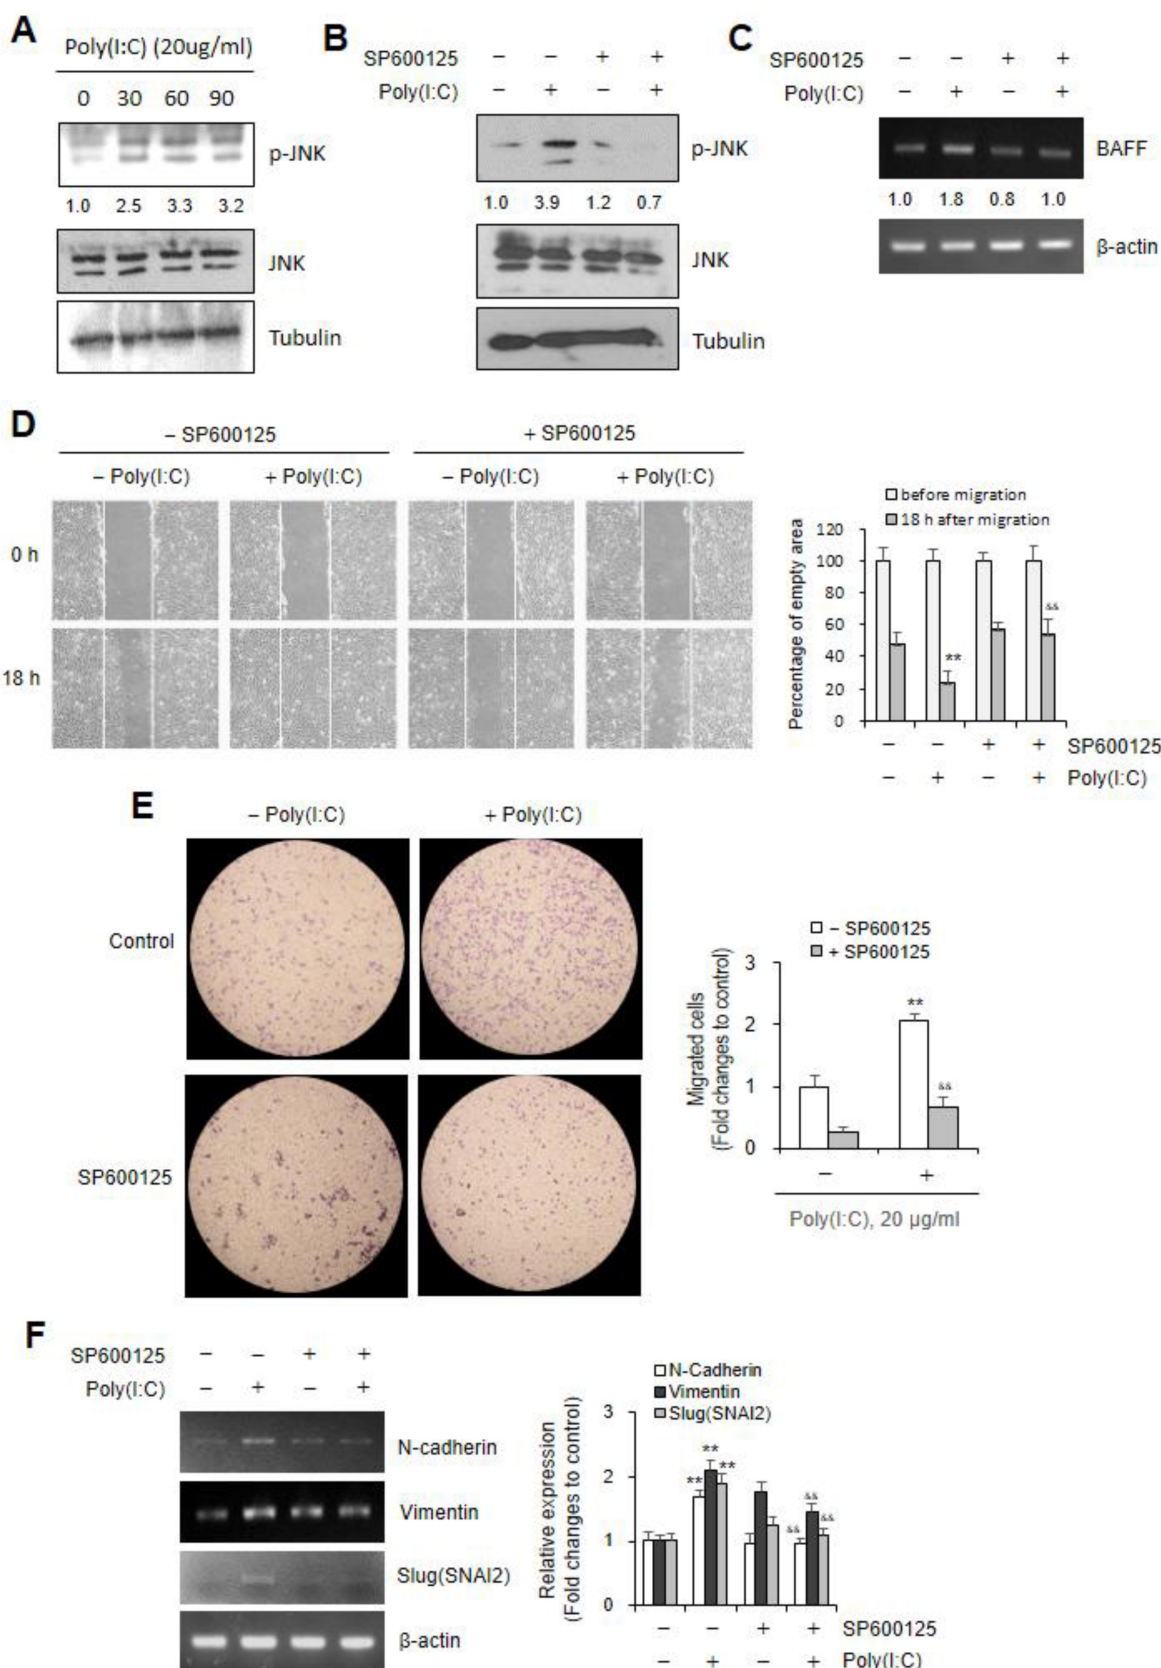 A
Poly(I:C) (20ug/ml)
0 30 60 90
p-JNK
1.0 2.5 3.3 3.2
JNK
Tubulin
B
SP600125 – – + +
Poly(I:C) – + – +
p-JNK
1.0 3.9 1.2 0.7
JNK
Tubulin
C
SP600125 – – + +
Poly(I:C) – + – +
BAFF
1.0 1.8 0.8 1.0
β-actin
D
– SP600125 + SP600125
– Poly(I:C) + Poly(I:C) – Poly(I:C) + Poly(I:C)
0 h
18 h
before migration
18 h after migration
Percentage of empty area
120
100
80
60
40
20
0
**
&&
– – + + SP600125
– + – + Poly(I:C)
E
– Poly(I:C) + Poly(I:C)
Control
SP600125
– SP600125
+ SP600125
Migrated cells
(Fold changes to control)
3
2
1
0
**
&&
– +
Poly(I:C), 20 µg/ml
F
SP600125 – – + +
Poly(I:C) – + – +
N-cadherin
Vimentin
Slug(SNAI2)
β-actin
N-Cadherin
Vimentin
Slug(SNAI2)
Relative expression
(Fold changes to control)
3
2
1
0
** ** **
&& && &&
– – + + SP600125
– + – + Poly(I:C)